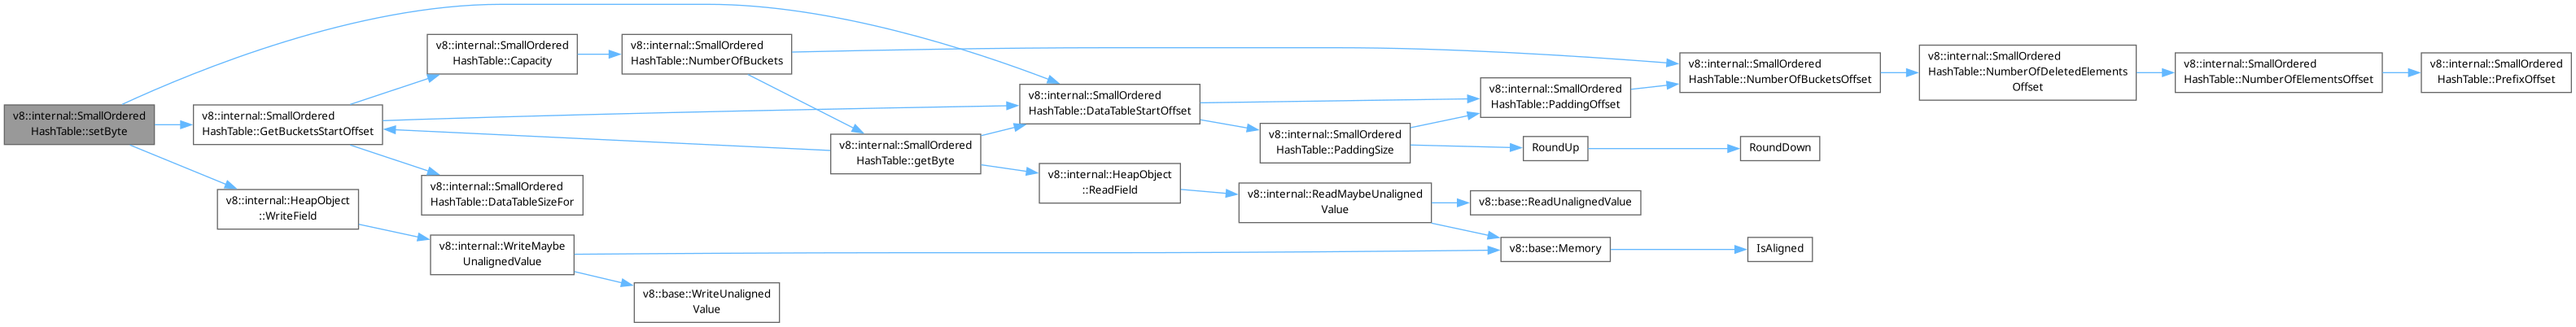 v8::internal::SmallOrdered
HashTable::setByte
v8::internal::SmallOrdered
HashTable::GetBucketsStartOffset
v8::internal::HeapObject
::WriteField
v8::internal::SmallOrdered
HashTable::Capacity
v8::internal::SmallOrdered
HashTable::DataTableSizeFor
v8::internal::WriteMaybe
UnalignedValue
v8::internal::SmallOrdered
HashTable::NumberOfBuckets
v8::base::WriteUnaligned
Value
v8::internal::SmallOrdered
HashTable::getByte
v8::internal::SmallOrdered
HashTable::DataTableStartOffset
v8::internal::HeapObject
::ReadField
v8::internal::SmallOrdered
HashTable::PaddingSize
v8::internal::ReadMaybeUnaligned
Value
v8::internal::SmallOrdered
HashTable::PaddingOffset
RoundUp
v8::base::ReadUnalignedValue
v8::base::Memory
v8::internal::SmallOrdered
HashTable::NumberOfBucketsOffset
RoundDown
IsAligned
v8::internal::SmallOrdered
HashTable::NumberOfDeletedElements
Offset
v8::internal::SmallOrdered
HashTable::NumberOfElementsOffset
v8::internal::SmallOrdered
HashTable::PrefixOffset